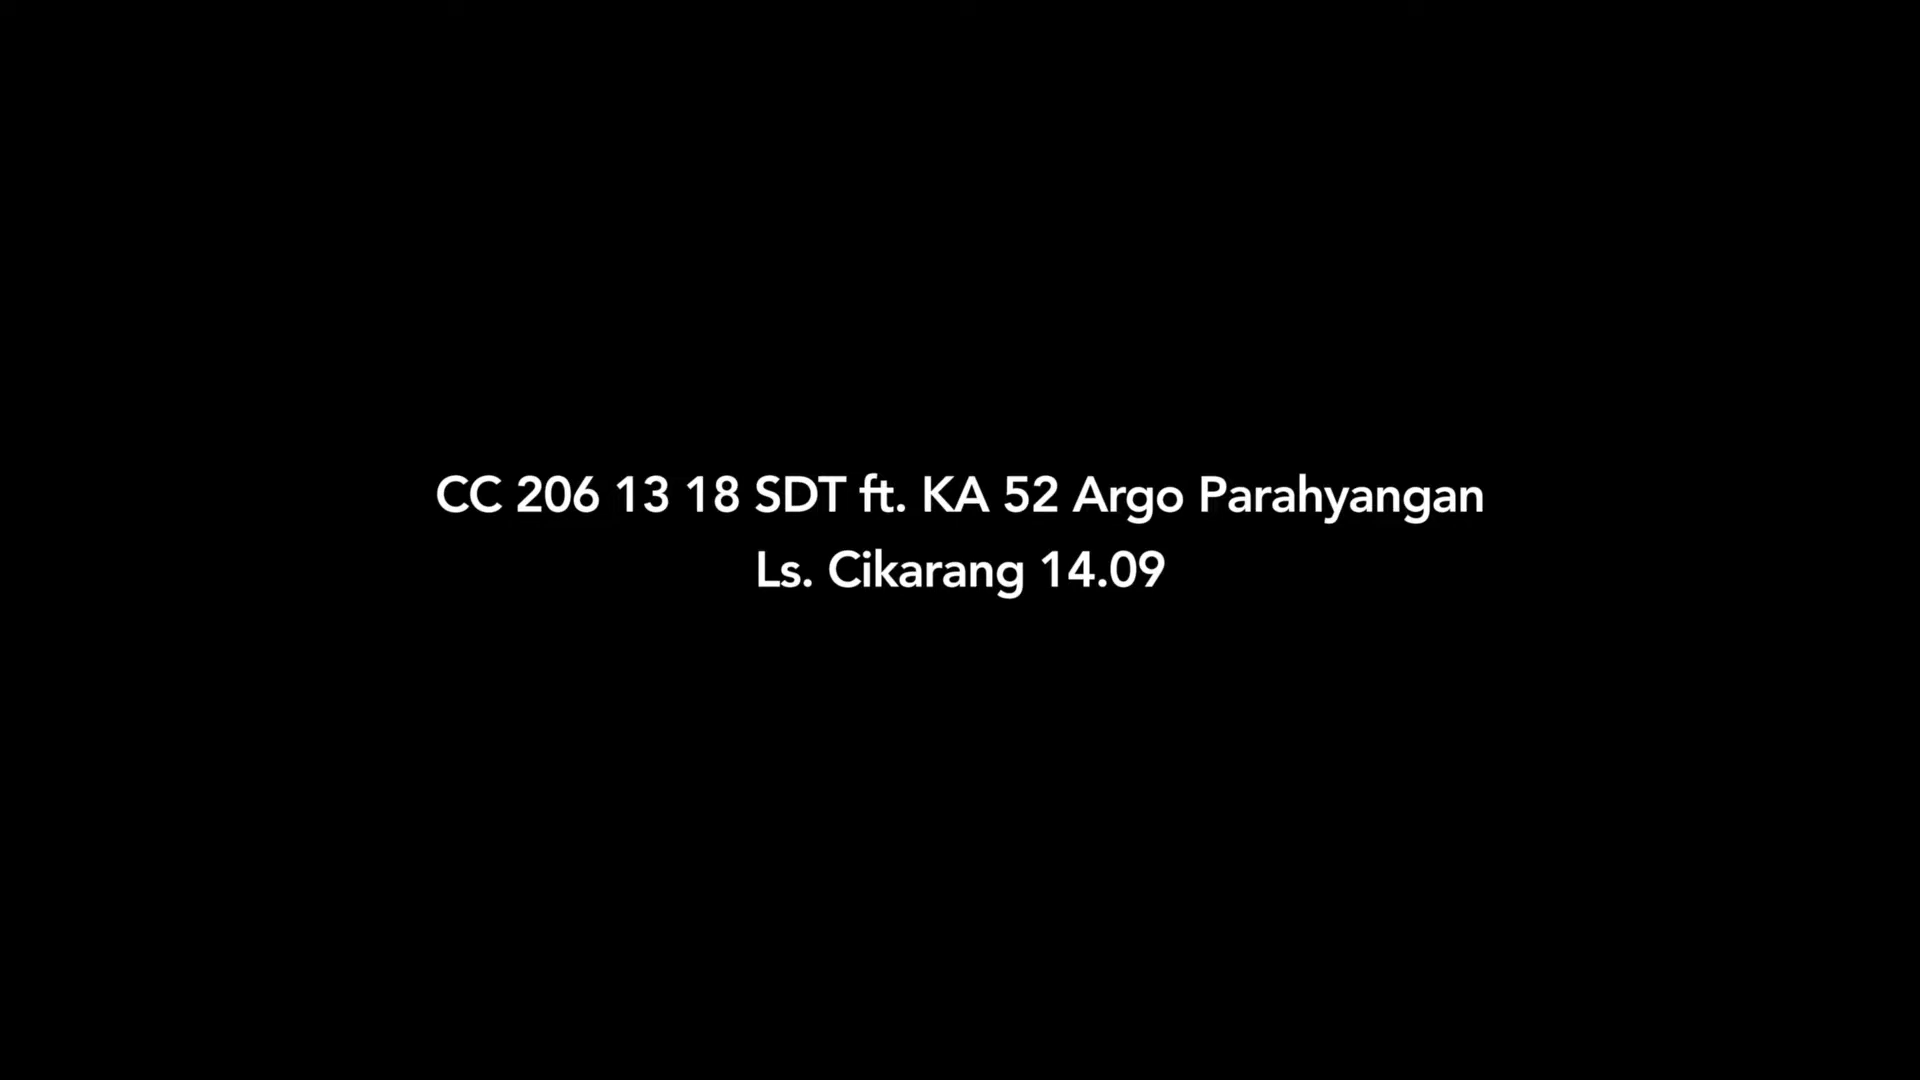 CC 206 13 18 SDT ft. KA 52 Argo Parahyangan
Ls. Cikarang 14.09